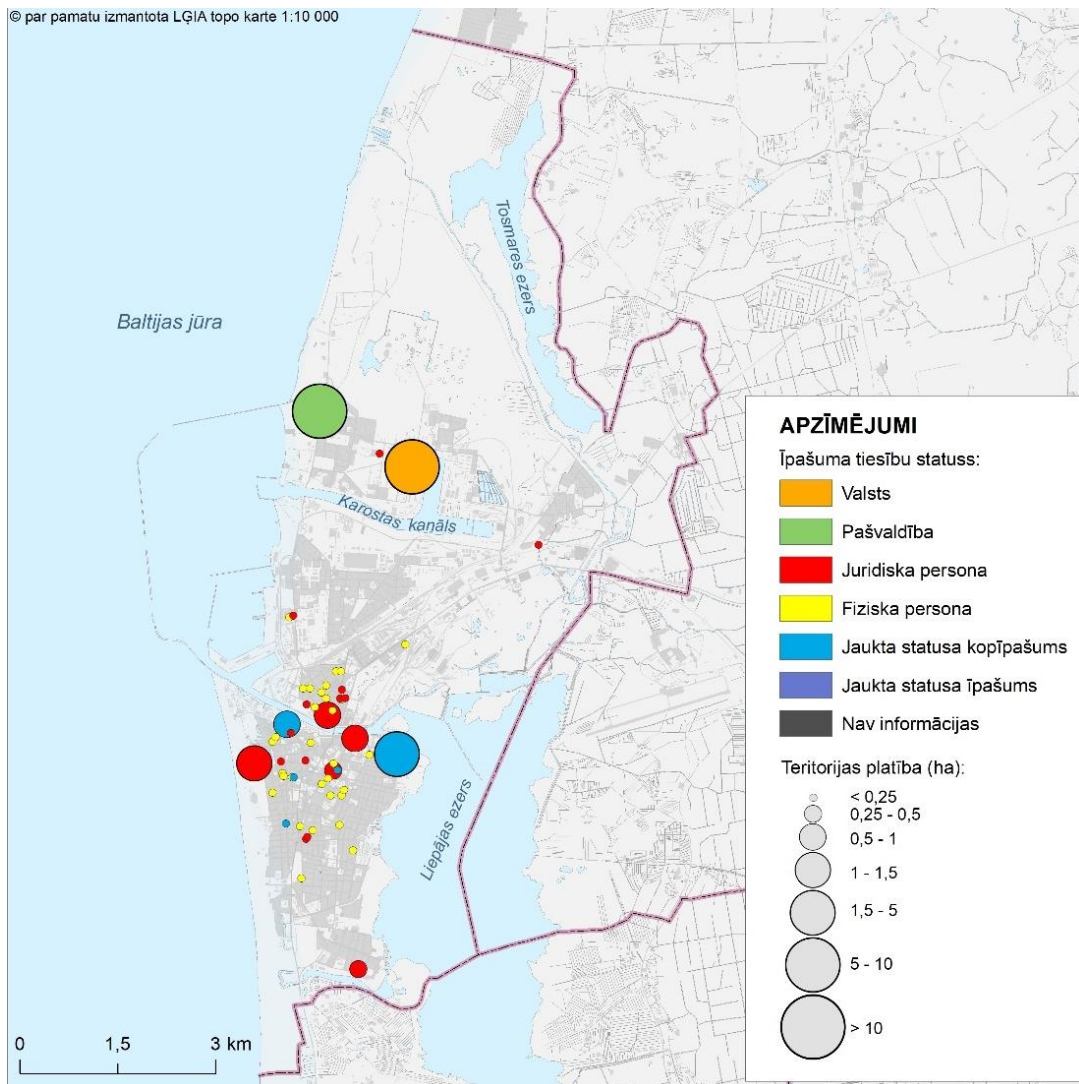 © par pamatu izmantota LĢIA topo karte 1:10 000
Tosmares ezers
Baltijas jūra
Karostas kanāls
Liepājas ezers
APZĪMĒJUMI
Īpašuma tiesību statuss:
Valsts
Pašvaldība
Juridiska persona
Fiziska persona
Jaukta statusa kopīpašums
Jaukta statusa īpašums
Nav informācijas
Teritorijas platība (ha):
< 0,25
0,25 - 0,5
0,5 - 1
1 - 1,5
1,5 - 5
5 - 10
> 10
0 1,5 3 km